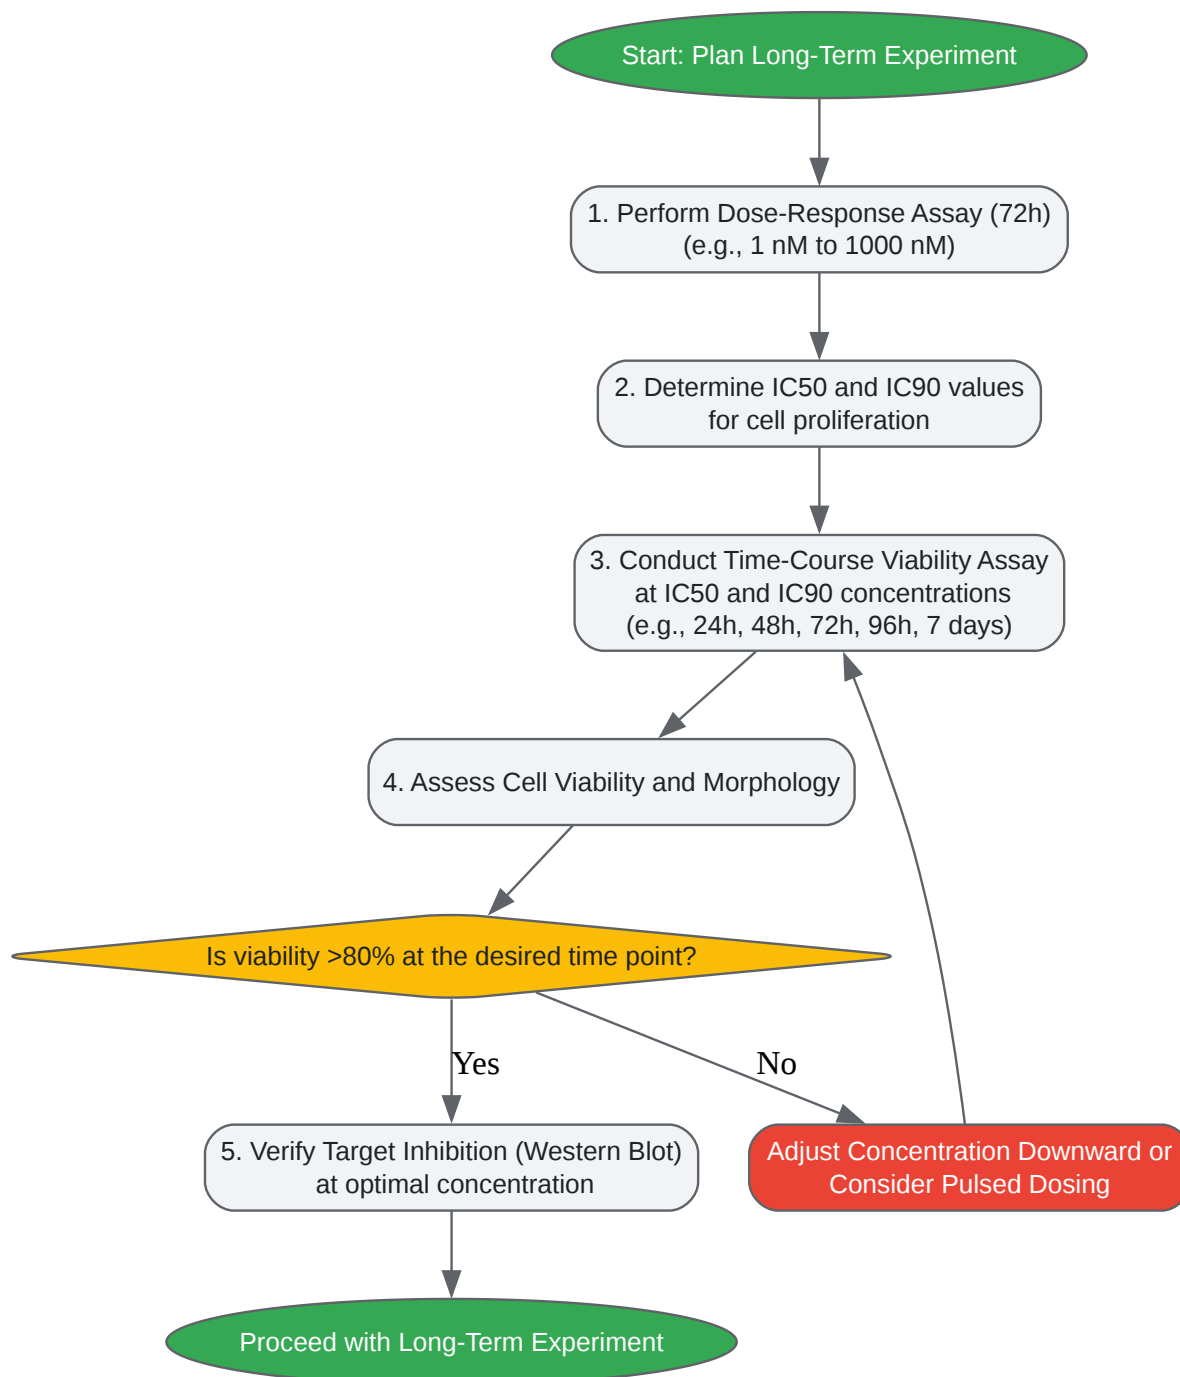 Start: Plan Long-Term Experiment
1. Perform Dose-Response Assay (72h)
(e.g., 1 nM to 1000 nM)
2. Determine IC50 and IC90 values
for cell proliferation
3. Conduct Time-Course Viability Assay
at IC50 and IC90 concentrations
(e.g., 24h, 48h, 72h, 96h, 7 days)
4. Assess Cell Viability and Morphology
Is viability >80% at the desired time point?
Yes
No
5. Verify Target Inhibition (Western Blot)
at optimal concentration
Adjust Concentration Downward or
Consider Pulsed Dosing
Proceed with Long-Term Experiment